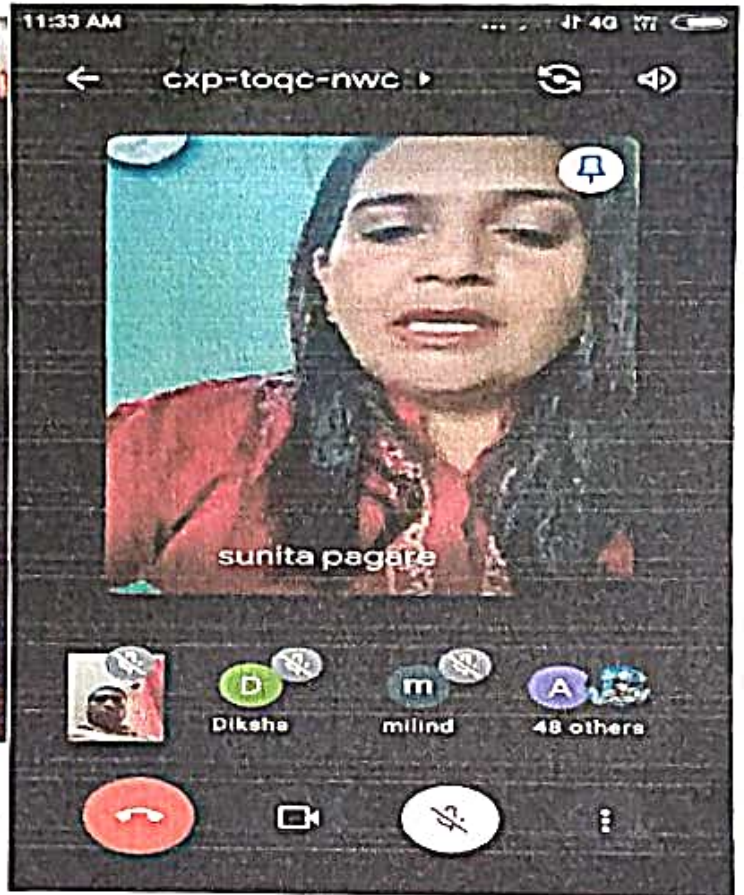 11:33 AM
4G
cxp-toqc-nwc
sunita pagare
D
m
A
Diksha
milind
48 others